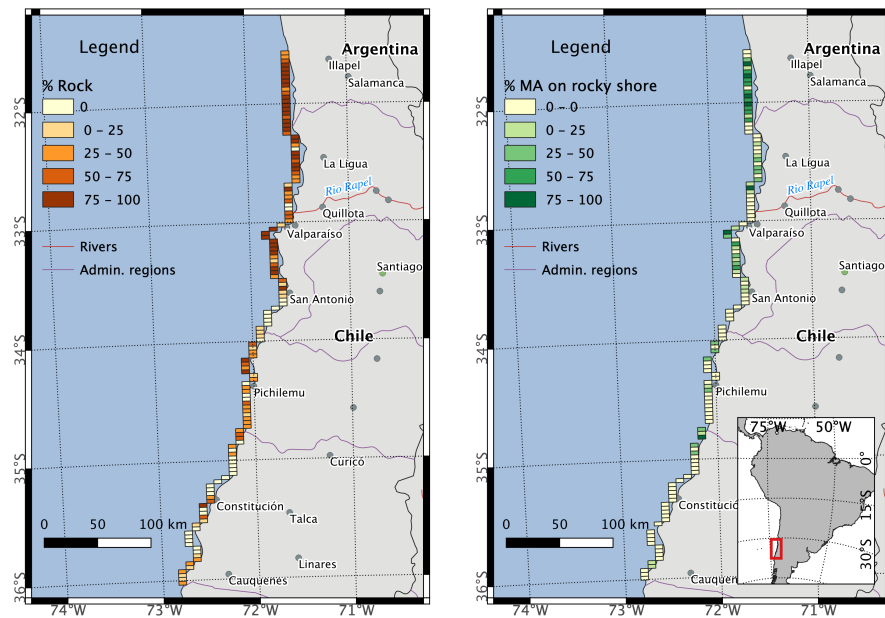 Legend
% Rock
0
0 – 25
25 – 50
50 – 75
75 – 100
Rivers
Admin. regions
Argentina
Illapel
Salamanca
La Ligua
Rio Rapel
Quillota
Valparaíso
Santiago
San Antonio
Chile
Pichilemu
Curicó
Constitución
Talca
Linares
Cauquenes
0 50 100 km
32°S
33°S
34°S
35°S
36°S
74°W 73°W 72°W 71°W
Legend
% MA on rocky shore
0 – 0
0 – 25
25 – 50
50 – 75
75 – 100
Rivers
Admin. regions
Argentina
Illapel
Salamanca
La Ligua
Rio Rapel
Quillota
Valparaíso
Santiago
San Antonio
Chile
Pichilemu
Constitució
Cauquen
0 50 100 km
32°S
33°S
34°S
35°S
36°S
74°W 73°W 72°W 71°W
75°W 50°W
0°
15°S
30°S